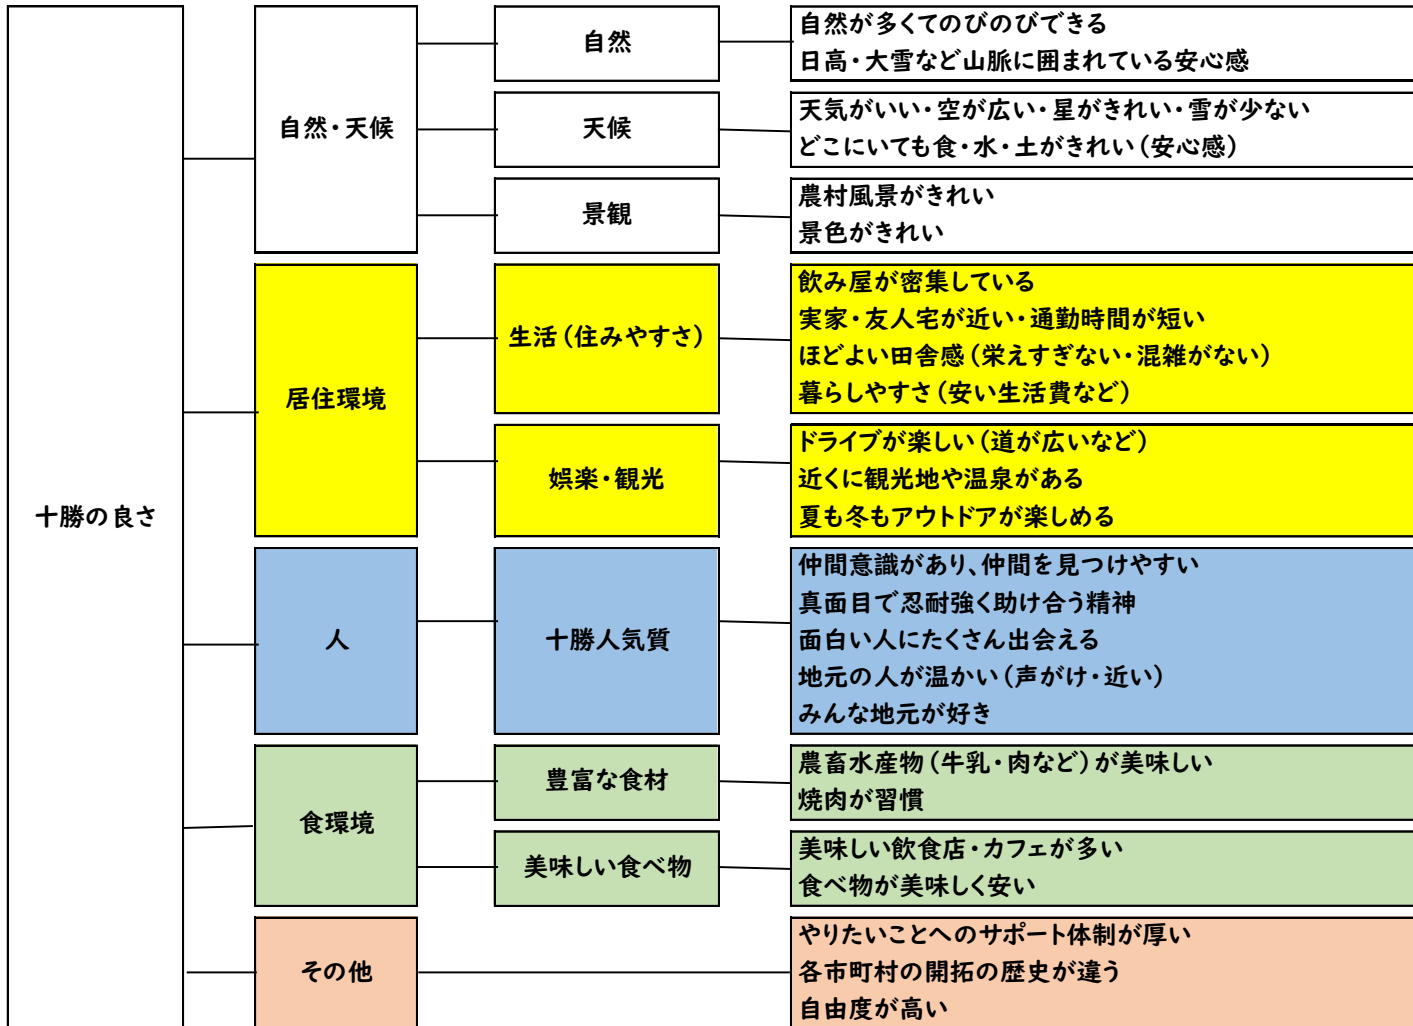 十勝の良さ
自然・天候
自然
自然が多くてのびのびできる
日高・大雪など山脈に囲まれている安心感
天候
天気がいい・空が広い・星がきれい・雪が少ない
どこにいても食・水・土がきれい(安心感)
景観
農村風景がきれい
景色がきれい
居住環境
生活(住みやすさ)
飲み屋が密集している
実家・友人宅が近い・通勤時間が短い
ほどよい田舎感(栄えすぎない・混雑がない)
暮らしやすさ(安い生活費など)
娯楽・観光
ドライブが楽しい(道が広いなど)
近くに観光地や温泉がある
夏も冬もアウトドアが楽しめる
人
十勝人気質
仲間意識があり、仲間を見つけやすい
真面目で忍耐強く助け合う精神
面白い人にたくさん出会える
地元の人が温かい(声がけ・近い)
みんな地元が好き
食環境
豊富な食材
農畜水産物(牛乳・肉など)が美味しい
焼肉が習慣
美味しい食べ物
美味しい飲食店・カフェが多い
食べ物が美味しく安い
その他
やりたいことへのサポート体制が厚い
各市町村の開拓の歴史が違う
自由度が高い